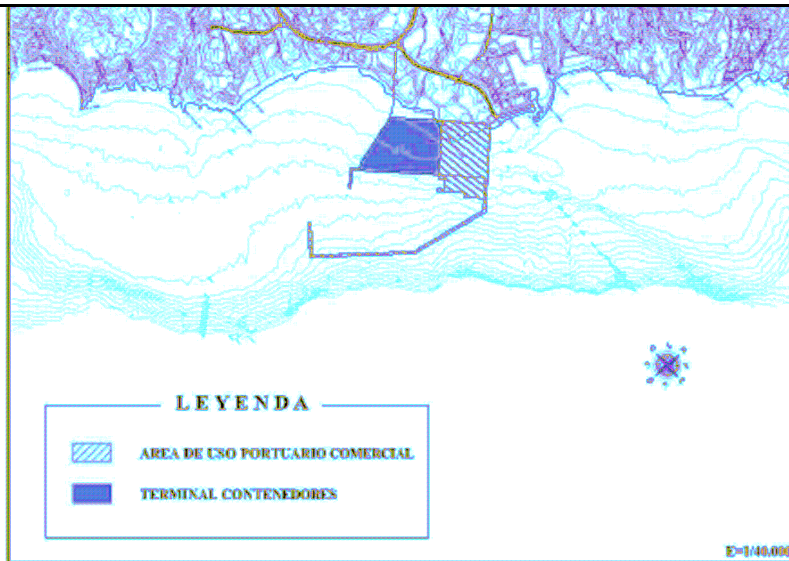 LEYENDA
AREA DE USO PORTUARIO COMERCIAL
TERMINAL CONTENEDORES
E=1/40.000